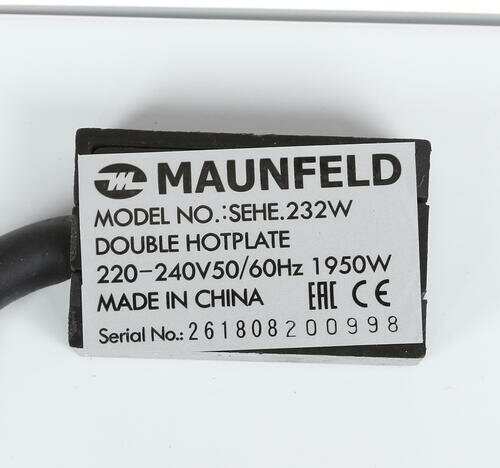 M MAUNFELD
MODEL NO.:SEHE.232W
DOUBLE HOTPLATE
220-240V50/60Hz 1950W
MADE IN CHINA EAC CE
Serial No.: 261808200998